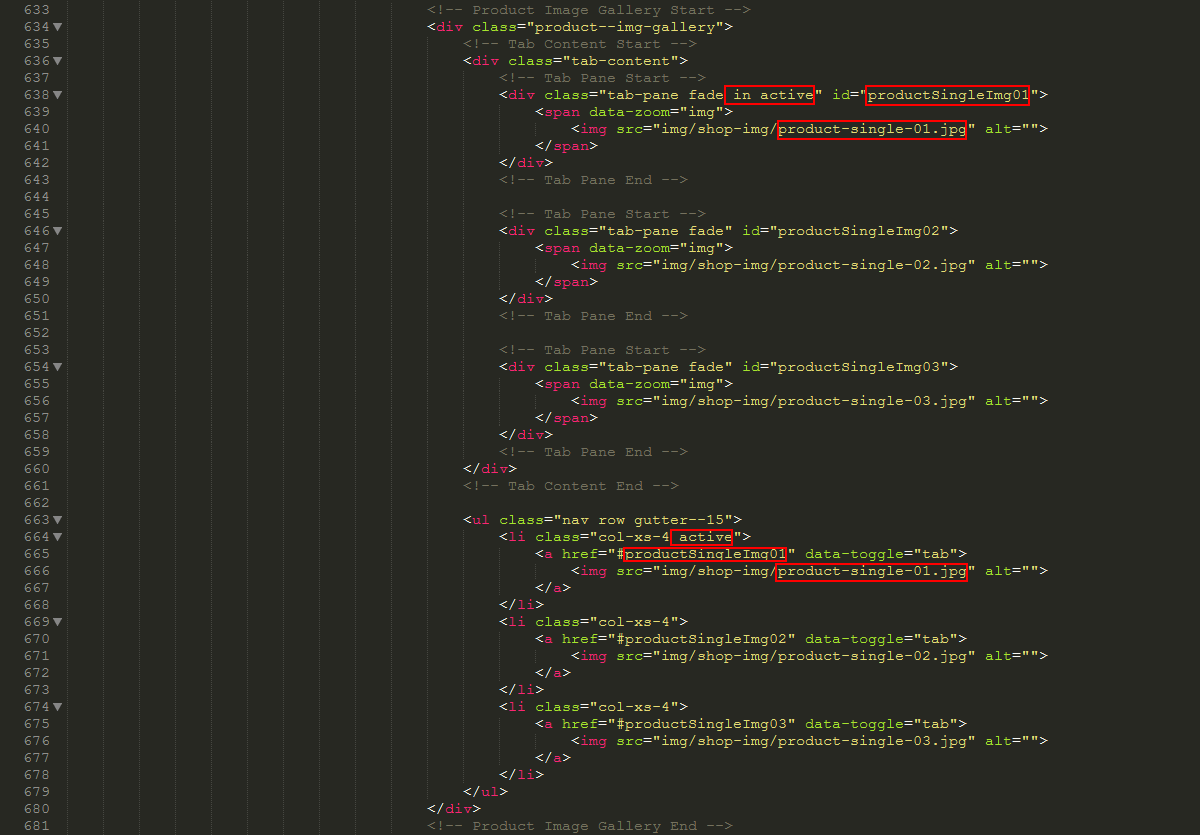 633 <!-- Product Image Gallery Start -->
634 <div class="product--img-gallery">
635 <!-- Tab Content Start -->
636 <div class="tab-content">
637 <!-- Tab Pane Start -->
638 <div class="tab-pane fade in active" id="productSingleImg01">
639 <span data-zoom="img">
640 <img src="img/shop-img/product-single-01.jpg" alt="">
641 </span>
642 </div>
643 <!-- Tab Pane End -->
644
645 <!-- Tab Pane Start -->
646 <div class="tab-pane fade" id="productSingleImg02">
647 <span data-zoom="img">
648 <img src="img/shop-img/product-single-02.jpg" alt="">
649 </span>
650 </div>
651 <!-- Tab Pane End -->
652
653 <!-- Tab Pane Start -->
654 <div class="tab-pane fade" id="productSingleImg03">
655 <span data-zoom="img">
656 <img src="img/shop-img/product-single-03.jpg" alt="">
657 </span>
658 </div>
659 <!-- Tab Pane End -->
660 </div>
661 <!-- Tab Content End -->
662
663 <ul class="nav row gutter--15">
664 <li class="col-xs-4 active">
665 <a href="#productSingleImg01" data-toggle="tab">
666 <img src="img/shop-img/product-single-01.jpg" alt="">
667 </a>
668 </li>
669 <li class="col-xs-4">
670 <a href="#productSingleImg02" data-toggle="tab">
671 <img src="img/shop-img/product-single-02.jpg" alt="">
672 </a>
673 </li>
674 <li class="col-xs-4">
675 <a href="#productSingleImg03" data-toggle="tab">
676 <img src="img/shop-img/product-single-03.jpg" alt="">
677 </a>
678 </li>
679 </ul>
680 </div>
681 <!-- Product Image Gallery End -->